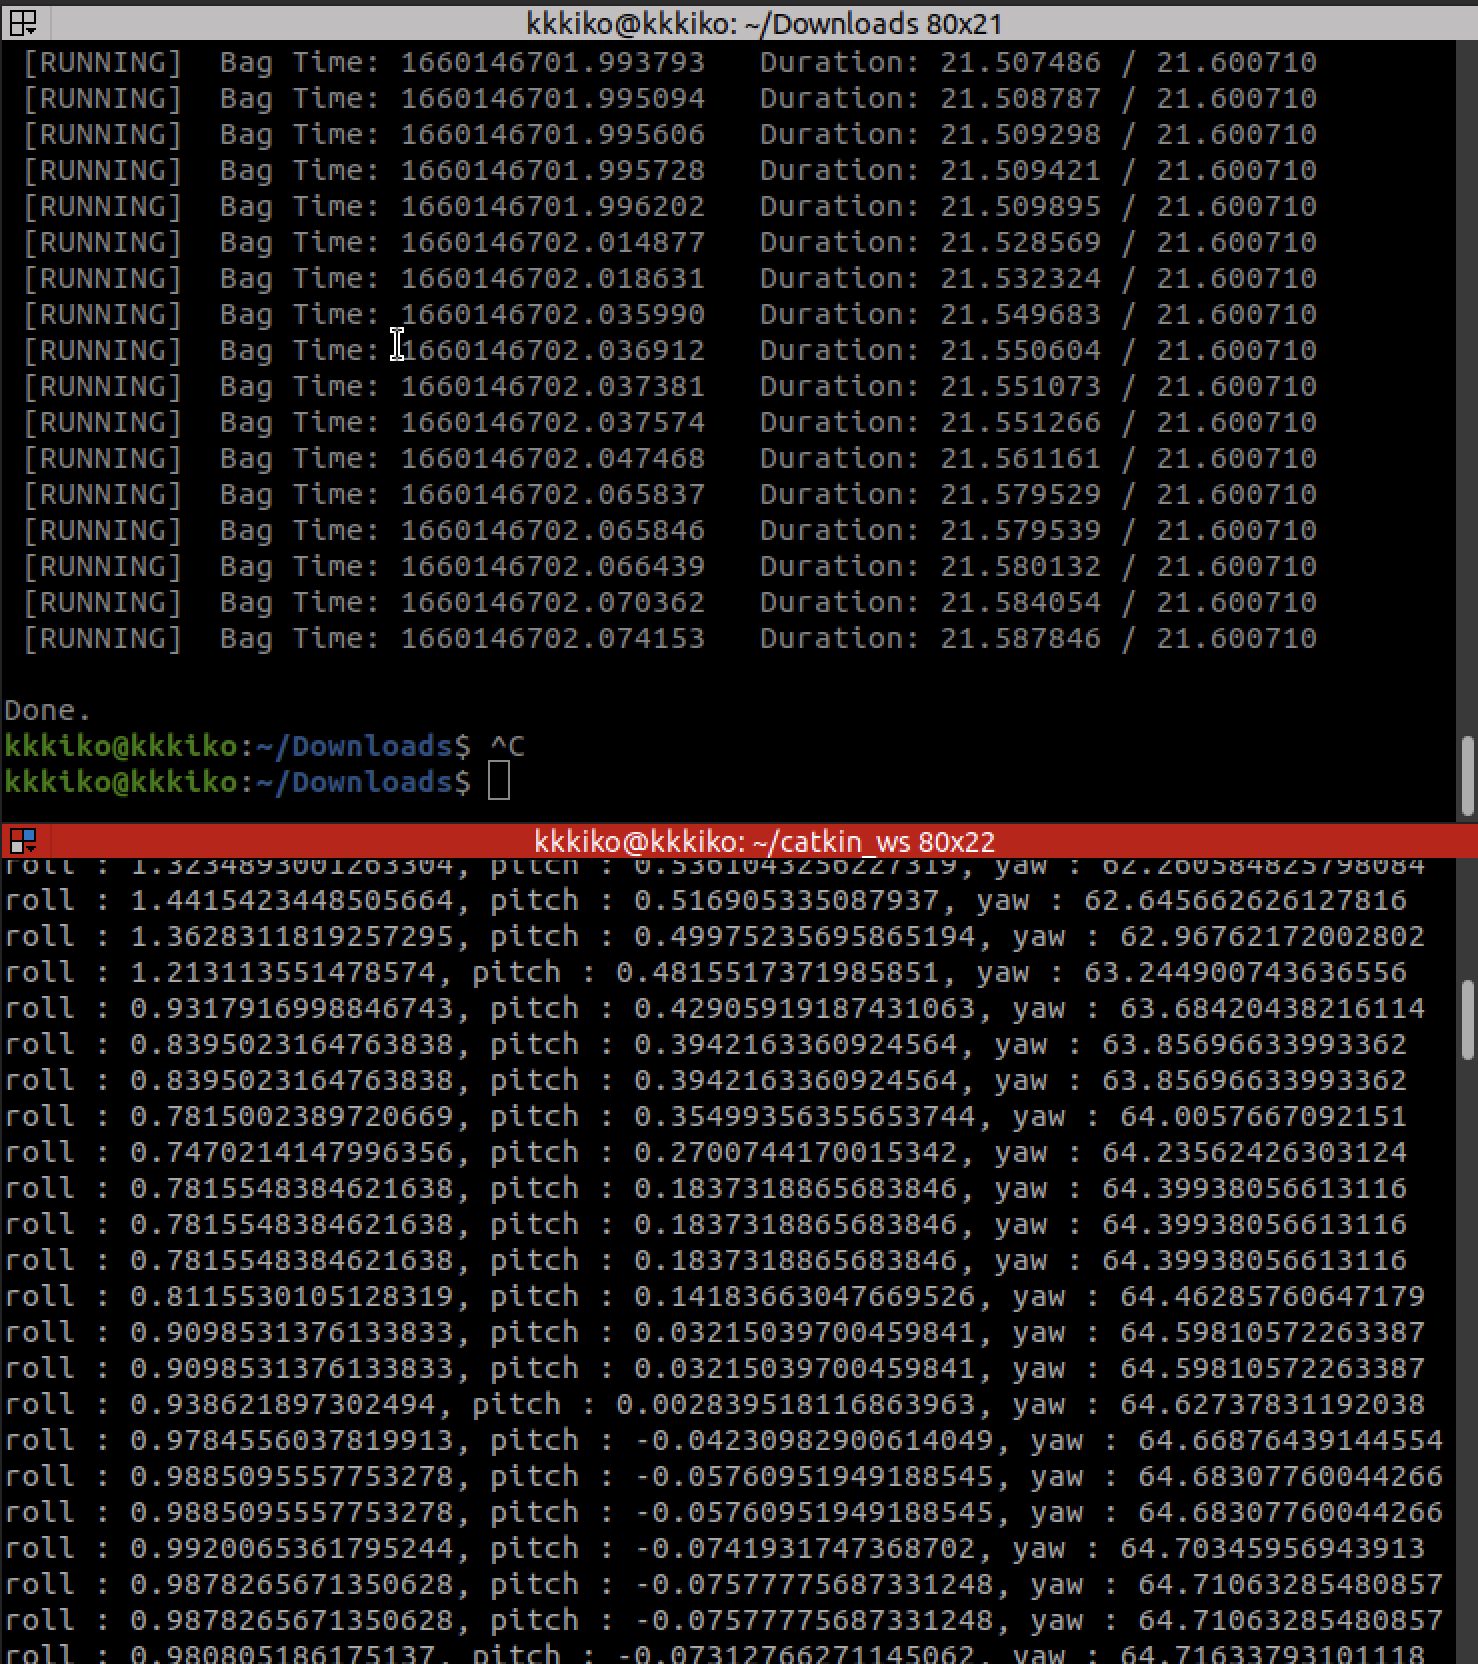 kkkiko@kkkiko: ~/Downloads 80x21
[RUNNING]  Bag Time: 1660146701.993793   Duration: 21.507486 / 21.600710
[RUNNING]  Bag Time: 1660146701.995094   Duration: 21.508787 / 21.600710
[RUNNING]  Bag Time: 1660146701.995606   Duration: 21.509298 / 21.600710
[RUNNING]  Bag Time: 1660146701.995728   Duration: 21.509421 / 21.600710
[RUNNING]  Bag Time: 1660146701.996202   Duration: 21.509895 / 21.600710
[RUNNING]  Bag Time: 1660146702.014877   Duration: 21.528569 / 21.600710
[RUNNING]  Bag Time: 1660146702.018631   Duration: 21.532324 / 21.600710
[RUNNING]  Bag Time: 1660146702.035990   Duration: 21.549683 / 21.600710
[RUNNING]  Bag Time: 1660146702.036912   Duration: 21.550604 / 21.600710
[RUNNING]  Bag Time: 1660146702.037381   Duration: 21.551073 / 21.600710
[RUNNING]  Bag Time: 1660146702.037574   Duration: 21.551266 / 21.600710
[RUNNING]  Bag Time: 1660146702.047468   Duration: 21.561161 / 21.600710
[RUNNING]  Bag Time: 1660146702.065837   Duration: 21.579529 / 21.600710
[RUNNING]  Bag Time: 1660146702.065846   Duration: 21.579539 / 21.600710
[RUNNING]  Bag Time: 1660146702.066439   Duration: 21.580132 / 21.600710
[RUNNING]  Bag Time: 1660146702.070362   Duration: 21.584054 / 21.600710
[RUNNING]  Bag Time: 1660146702.074153   Duration: 21.587846 / 21.600710
Done.
kkkiko@kkkiko:~/Downloads$ ^C
kkkiko@kkkiko:~/Downloads$
kkkiko@kkkiko: ~/catkin_ws 80x22
roll : 1.3234893001263304, pitch : 0.5361043256227319, yaw : 62.260584825798084
roll : 1.4415423448505664, pitch : 0.516905335087937, yaw : 62.645662626127816
roll : 1.3628311819257295, pitch : 0.49975235695865194, yaw : 62.96762172002802
roll : 1.213113551478574, pitch : 0.4815517371985851, yaw : 63.244900743636556
roll : 0.9317916998846743, pitch : 0.42905919187431063, yaw : 63.68420438216114
roll : 0.8395023164763838, pitch : 0.3942163360924564, yaw : 63.85696633993362
roll : 0.8395023164763838, pitch : 0.3942163360924564, yaw : 63.85696633993362
roll : 0.7815002389720669, pitch : 0.35499356355653744, yaw : 64.0057667092151
roll : 0.7470214147996356, pitch : 0.2700744170015342, yaw : 64.23562426303124
roll : 0.7815548384621638, pitch : 0.1837318865683846, yaw : 64.39938056613116
roll : 0.7815548384621638, pitch : 0.1837318865683846, yaw : 64.39938056613116
roll : 0.7815548384621638, pitch : 0.1837318865683846, yaw : 64.39938056613116
roll : 0.8115530105128319, pitch : 0.14183663047669526, yaw : 64.46285760647179
roll : 0.9098531376133833, pitch : 0.03215039700459841, yaw : 64.59810572263387
roll : 0.9098531376133833, pitch : 0.03215039700459841, yaw : 64.59810572263387
roll : 0.938621897302494, pitch : 0.002839518116863963, yaw : 64.62737831192038
roll : 0.9784556037819913, pitch : -0.04230982900614049, yaw : 64.66876439144554
roll : 0.9885095557753278, pitch : -0.05760951949188545, yaw : 64.68307760044266
roll : 0.9885095557753278, pitch : -0.05760951949188545, yaw : 64.68307760044266
roll : 0.9920065361795244, pitch : -0.0741931747368702, yaw : 64.70345956943913
roll : 0.9878265671350628, pitch : -0.07577775687331248, yaw : 64.71063285480857
roll : 0.9878265671350628, pitch : -0.07577775687331248, yaw : 64.71063285480857
roll : 0.980805186175137, pitch : -0.07312766271145062, yaw : 64.71633793101118